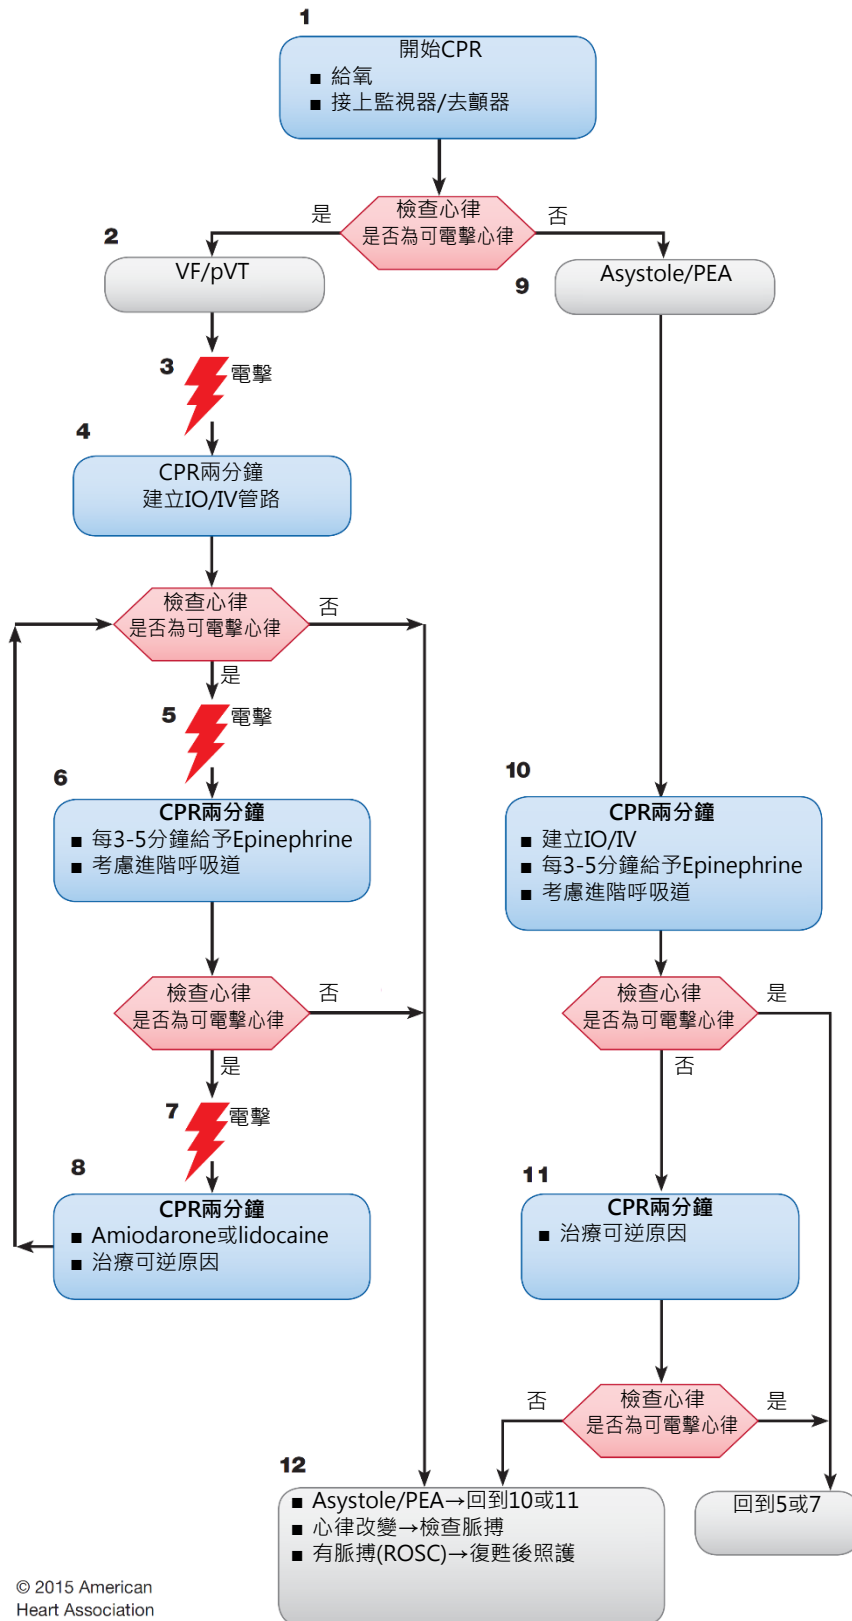 1
開始CPR
■ 給氧
■ 接上監視器/去顫器
檢查心律
是否為可電擊心律
是
否
2
VF/pVT
9
Asystole/PEA
3
電擊
4
CPR兩分鐘
建立IO/IV管路
檢查心律
是否為可電擊心律
否
是
5
電擊
6
CPR兩分鐘
■ 每3-5分鐘給予Epinephrine
■ 考慮進階呼吸道
10
CPR兩分鐘
■ 建立IO/IV
■ 每3-5分鐘給予Epinephrine
■ 考慮進階呼吸道
檢查心律
是否為可電擊心律
否
是
檢查心律
是否為可電擊心律
是
否
7
電擊
8
CPR兩分鐘
■ Amiodarone或lidocaine
■ 治療可逆原因
11
CPR兩分鐘
■ 治療可逆原因
檢查心律
是否為可電擊心律
否
是
12
■ Asystole/PEA→回到10或11
■ 心律改變→檢查脈搏
■ 有脈搏(ROSC)→復甦後照護
回到5或7
© 2015 American
Heart Association